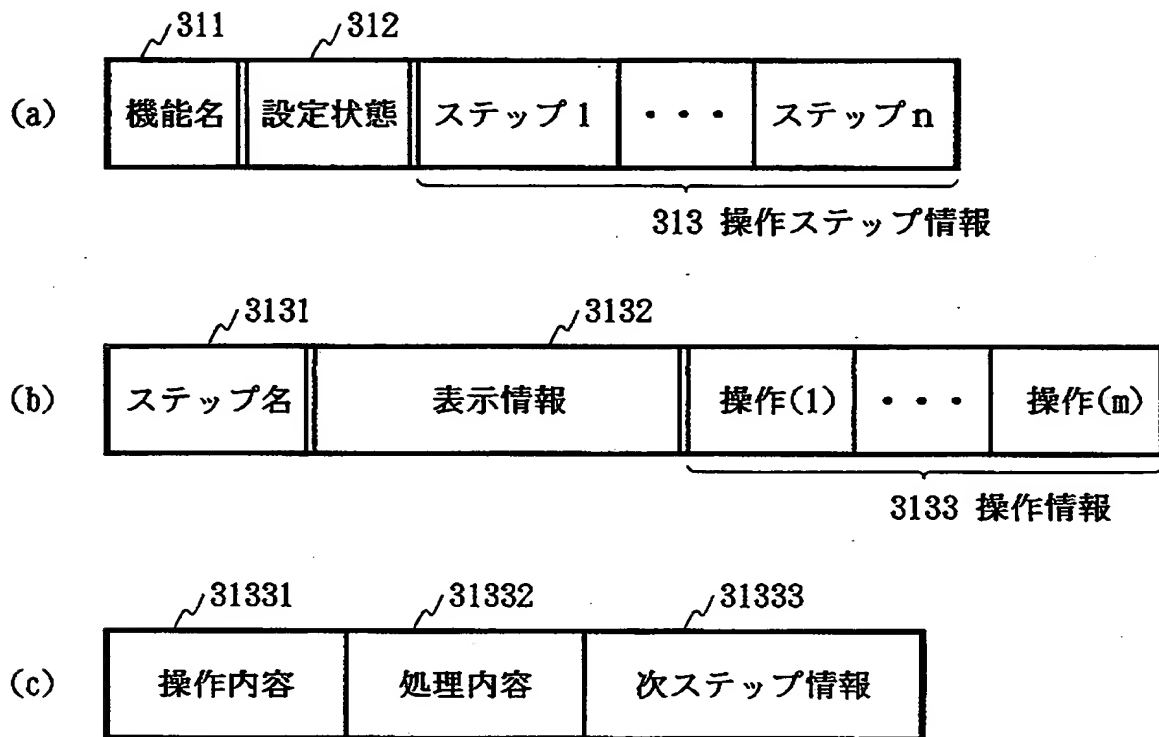 311 312
(a) 機能名 設定状態 ステップ1 ・・・ ステップn
313 操作ステップ情報
3131 3132
(b) ステップ名 表示情報 操作(1) ・・・ 操作(m)
3133 操作情報
31331 31332 31333
(c) 操作内容 処理内容 次ステップ情報